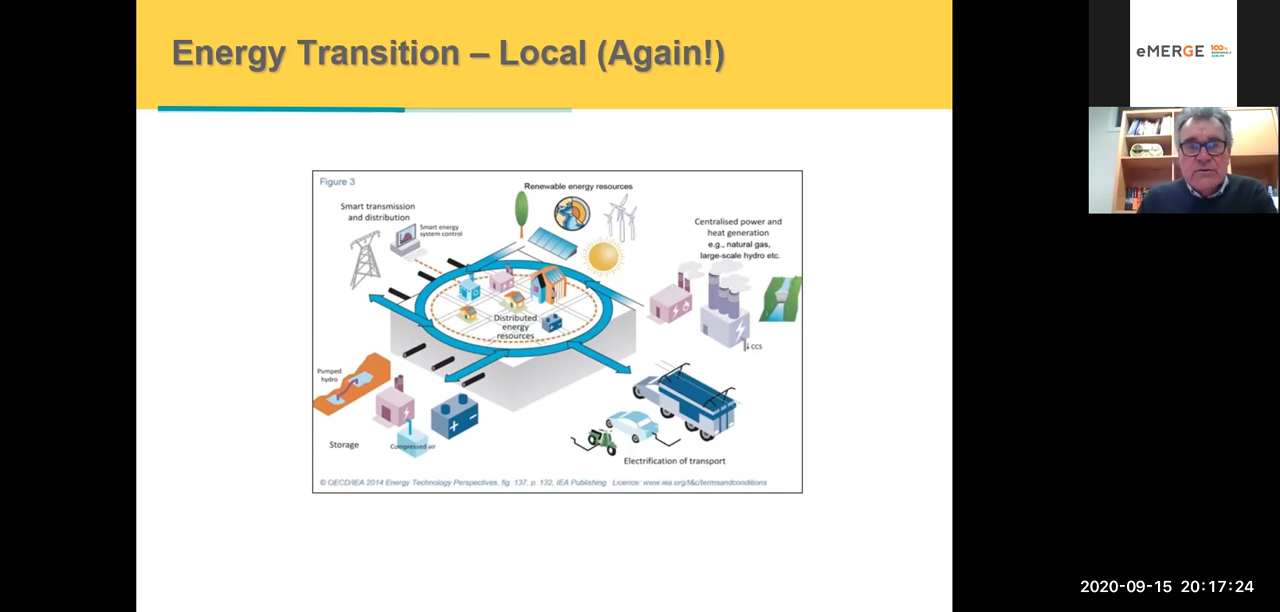 Energy Transition – Local (Again!)
Figure 3
Renewable energy resources
Smart transmission
and distribution
Smart energy
system control
Centralised power and
heat generation
e.g., natural gas,
large-scale hydro etc.
Distributed
energy
resources
CCS
Pumped
hydro
Storage
Compressed air
Electrification of transport
© OECD/IEA 2014 Energy Technology Perspectives. fig. 137, p. 132, IEA Publishing. Licence: www.iea.org/t&c/termsandconditions
eMERGE
100%
2020-09-15 20:17:24